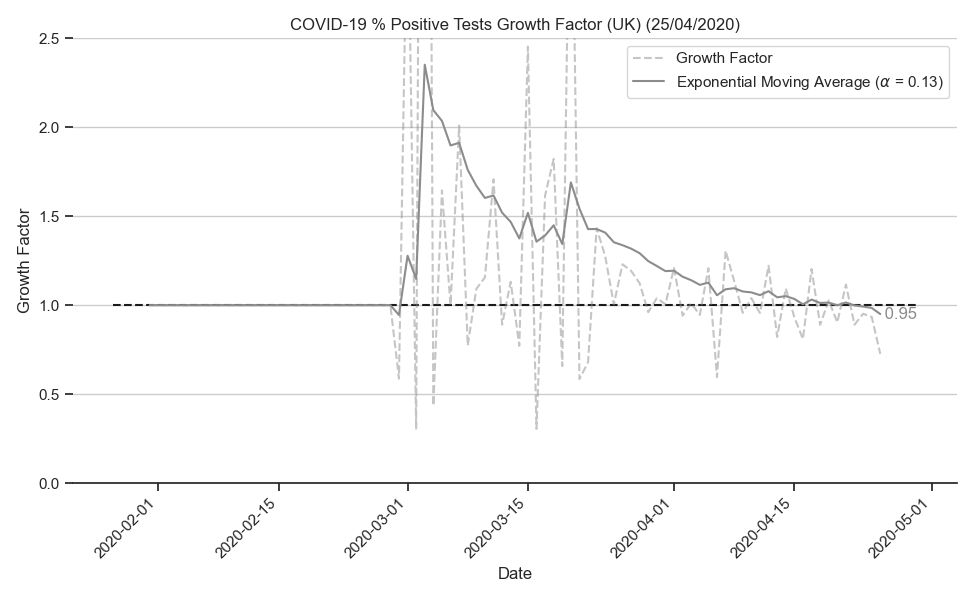 COVID-19 % Positive Tests Growth Factor (UK) (25/04/2020)
Growth Factor
Exponential Moving Average (α = 0.13)
2.5
2.0
1.5
1.0
0.5
0.0
Growth Factor
0.95
2020-02-01
2020-02-15
2020-03-01
2020-03-15
2020-04-01
2020-04-15
2020-05-01
Date